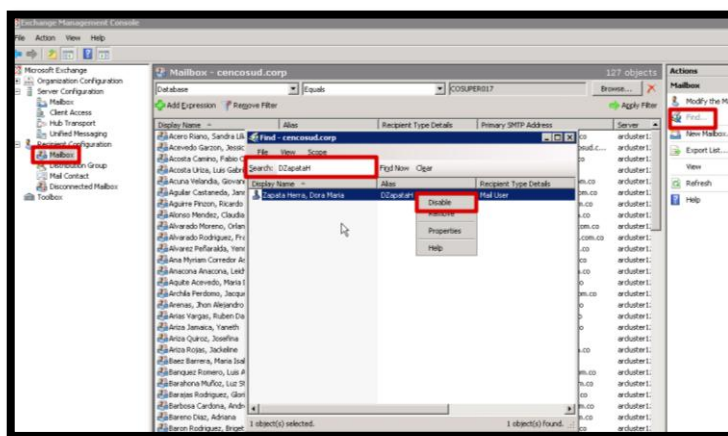 Exchange Management Console
File Action View Help
Microsoft Exchange
Organization Configuration
Server Configuration
Mailbox
Client Access
Hub Transport
Unified Messaging
Recipient Configuration
Mailbox
Distribution Group
Mail Contact
Disconnected Mailbox
Toolbox
Mailbox - cencosud.corp 127 objects
Database Equals COSUPER017 Browse...
Add Expression Remove Filter Apply Filter
Display Name Alias Recipient Type Details Primary SMTP Address Server
Acero Riano, Sandra Lili
Acevedo Garzon, Jessic
Acosta Camino, Fabio C
Acosta Uriza, Luis Gabri
Acuna Velandia, Giovan
Aguilar Castaneda, Jann
Aguirre Pinzon, Ricardo
Alonso Mendez, Claudia
Alvarado Moreno, Orlan
Alvarado Rodriguez, Fra
Alvarez Peñaralda, Yenn
Ana Myriam Corredor Ar
Anacona Anacona, Leid
Aquite Acevedo, Maria I
Archila Perdomo, Jacque
Arenas, Jhon Alejandro
Arias Vargas, Ruben Da
Ariza Jamaica, Yaneth
Ariza Quiroz, Josefina
Ariza Rojas, Jackeline
Baez Barrera, Maria Isal
Banquez Romero, Luis A
Barahona Muñoz, Luz St
Barajas Rodriguez, Glori
Barbosa Cardona, Andn
Bareno Diaz, Adriana
Baron Rodriguez, Briget
Find - cencosud.corp
File View Scope
Search: DZapataH Find Now Clear
Display Name Alias Recipient Type Details
Zapata Herra, Dora Maria DZapataH Mail User
Disable
Remove
Properties
Help
1 object(s) selected. 1 object(s) found.
Actions
Mailbox
Modify the M
Find...
New Mailbox
Export List...
View
Refresh
Help